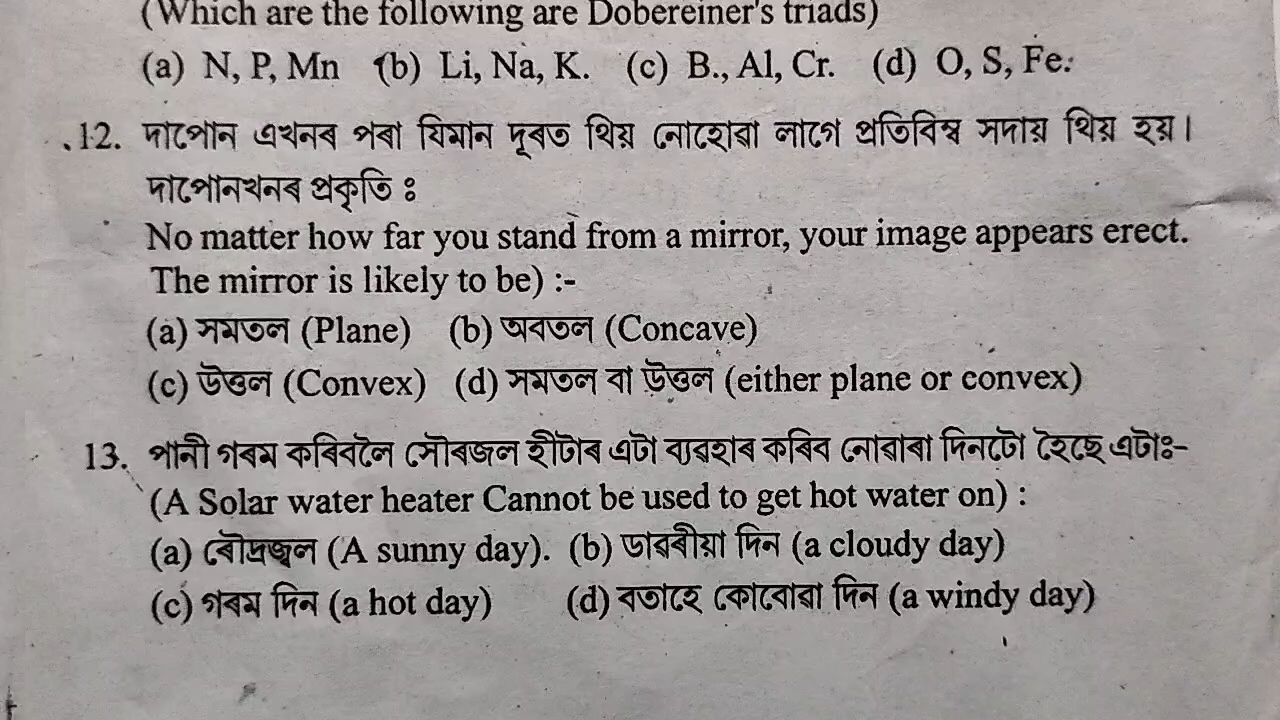 (Which are the following are Dobereiner's triads)
(a) N, P, Mn (b) Li, Na, K. (c) B., Al, Cr. (d) O, S, Fe.
12. দাপোন এখনৰ পৰা যিমান দূৰত থিয় নোহোৱা লাগে প্ৰতিবিম্ব সদায় থিয় হয়।
দাপোনখনৰ প্ৰকৃতি ঃ
No matter how far you stand from a mirror, your image appears erect.
The mirror is likely to be) :-
(a) সমতল (Plane) (b) অবতল (Concave)
(c) উত্তল (Convex) (d) সমতল বা উত্তল (either plane or convex)
13. পানী গৰম কৰিবলৈ সৌৰজল হীটাৰ এটা ব্যৱহাৰ কৰিব নোৱাৰা দিনটো হৈছে এটাঃ-
(A Solar water heater Cannot be used to get hot water on) :
(a) ৰৌদ্ৰজ্বল (A sunny day). (b) ডাৱৰীয়া দিন (a cloudy day)
(c) গৰম দিন (a hot day) (d) বতাহে কোবোৱা দিন (a windy day)